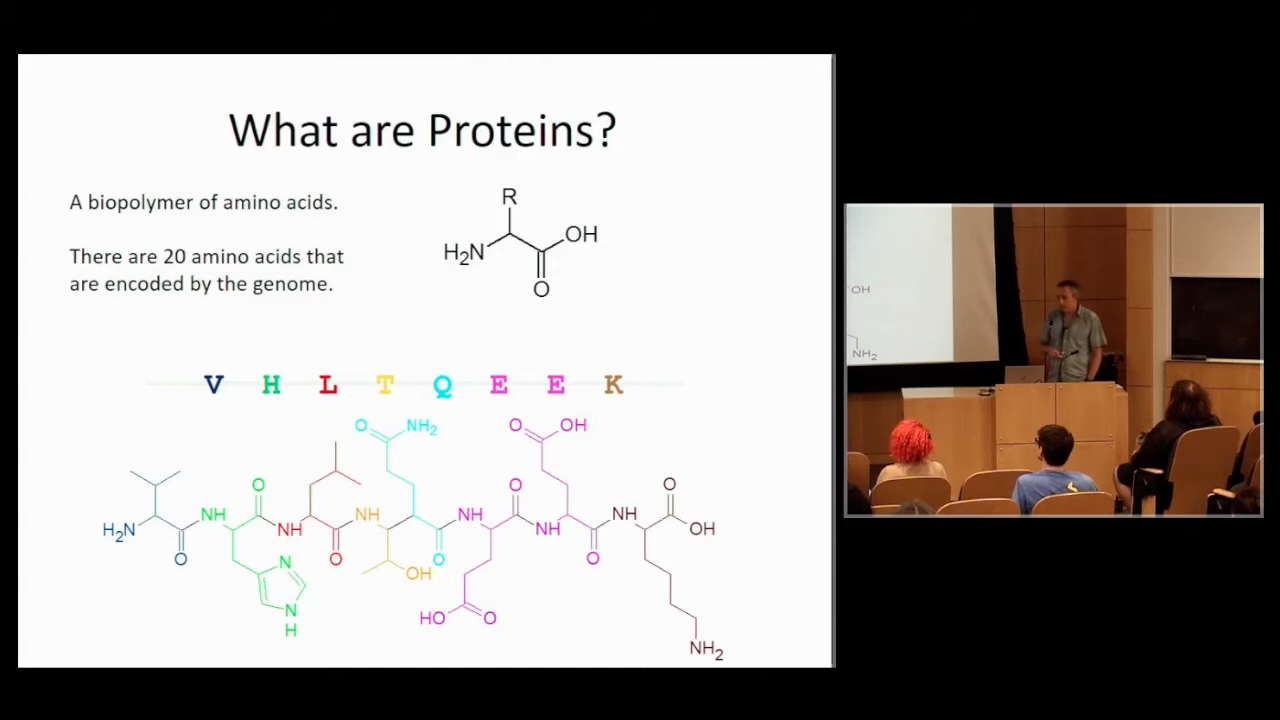 What are Proteins?
A biopolymer of amino acids.
There are 20 amino acids that
are encoded by the genome.
R
H₂N
OH
O
V H L T Q E E K
O NH₂ O OH
O O O
H₂N NH NH NH NH NH NH OH
O O O O
N OH
N
H
HO O
NH₂
OH
NH₂